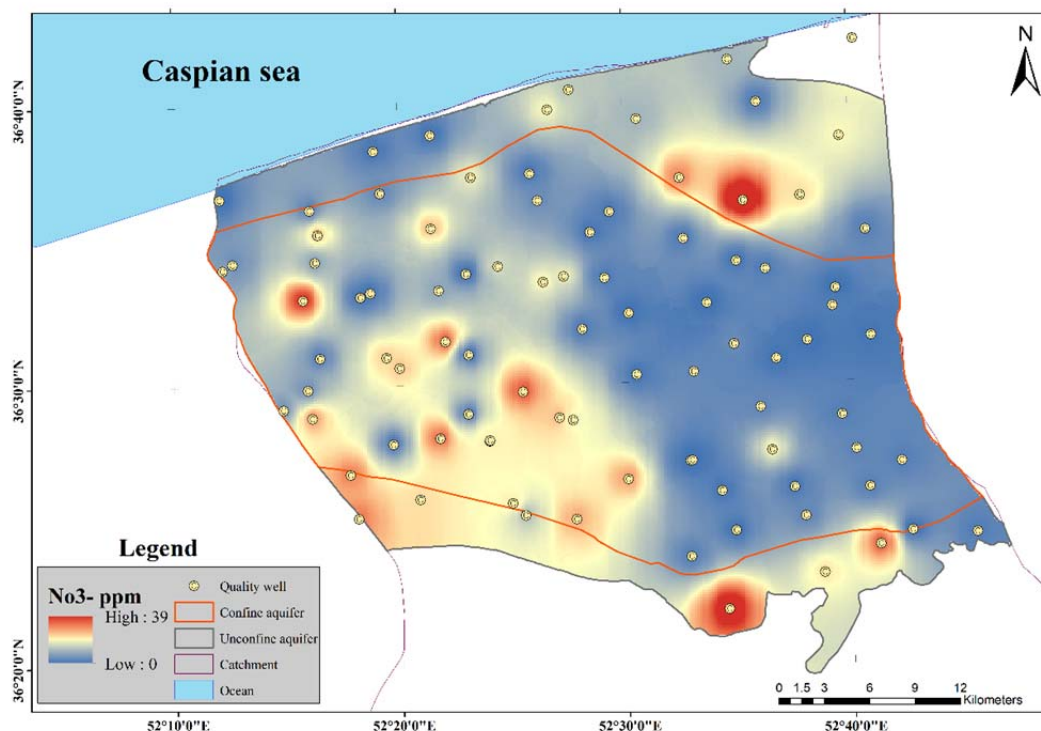 Caspian sea
N
36°40'0"N
36°30'0"N
36°20'0"N
Legend
No3- ppm
High : 39
Low : 0
Quality well
Confine aquifer
Unconfine aquifer
Catchment
Ocean
0 1.5 3 6 9 12
Kilometers
52°10'0"E 52°20'0"E 52°30'0"E 52°40'0"E